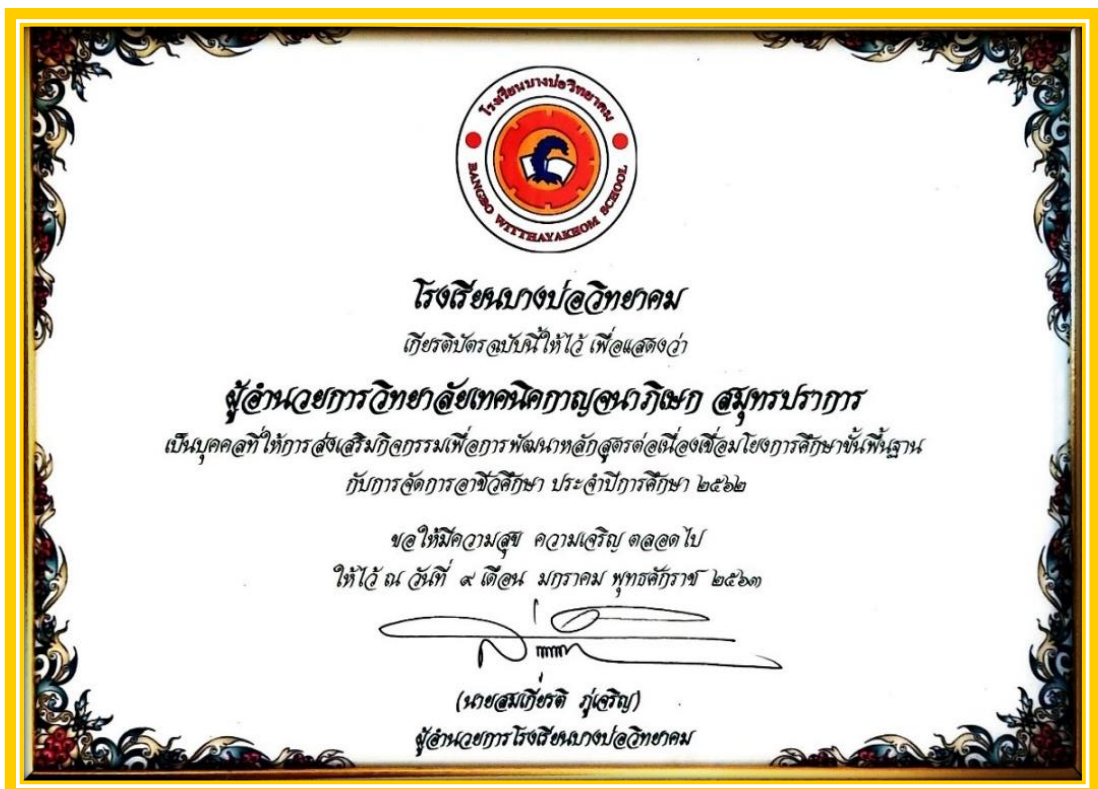 โรงเรียนบางบ่อวิทยาคม
BANGBO WITTHAYAKHOM SCHOOL
โรงเรียนบางบ่อวิทยาคม
เกียรติบัตรฉบับนี้ให้ไว้ เพื่อแสดงว่า
ผู้อำนวยการวิทยาลัยเทคนิคกาญจนาภิเษก สมุทรปราการ
เป็นบุคคลที่ให้การส่งเสริมกิจกรรมเพื่อการพัฒนาหลักสูตรต่อเนื่องเชื่อมโยงการศึกษาขั้นพื้นฐาน
กับการจัดการอาชีวศึกษา ประจำปีการศึกษา ๒๕๖๒
ขอให้มีความสุข ความเจริญ ตลอดไป
ให้ไว้ ณ วันที่ ๙ เดือน มกราคม พุทธศักราช ๒๕๖๓
(นายสมเกียรติ ภู่เจริญ)
ผู้อำนวยการโรงเรียนบางบ่อวิทยาคม